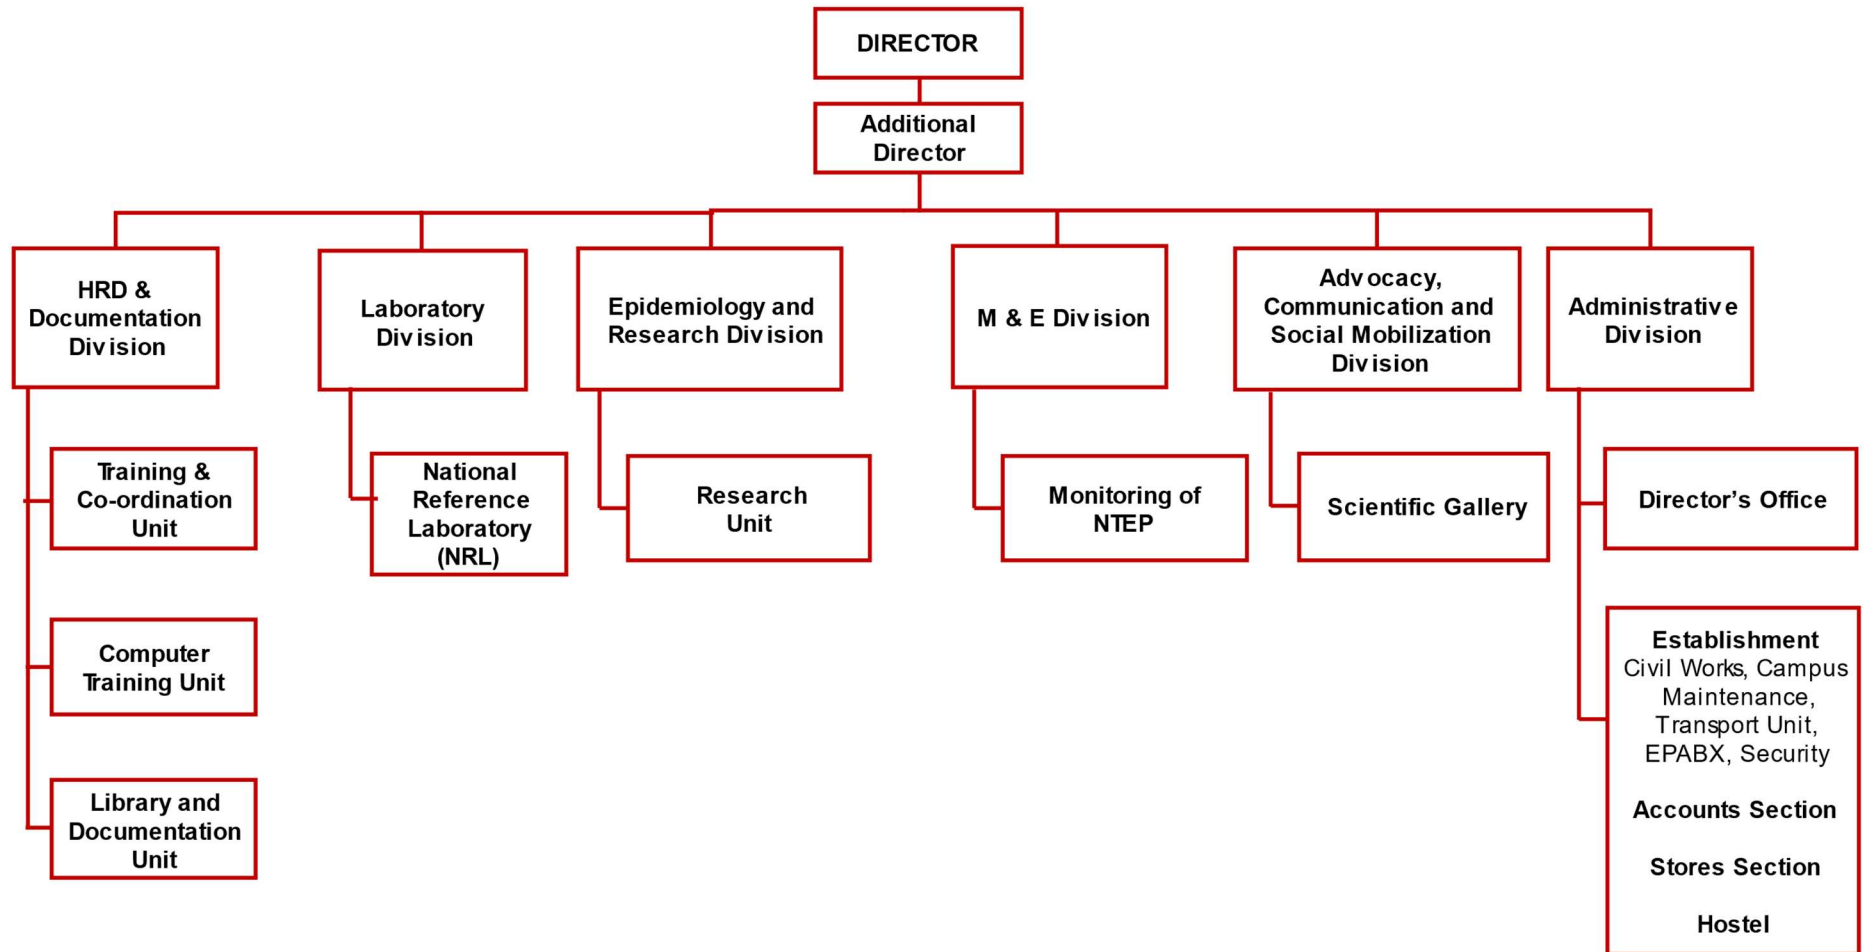 DIRECTOR
Additional
Director
HRD &
Documentation
Division
Laboratory
Division
Epidemiology and
Research Division
M & E Division
Advocacy,
Communication and
Social Mobilization
Division
Administrative
Division
Training &
Co-ordination
Unit
National
Reference
Laboratory
(NRL)
Research
Unit
Monitoring of
NTEP
Scientific Gallery
Director’s Office
Computer
Training Unit
Establishment
Civil Works, Campus
Maintenance,
Transport Unit,
EPABX, Security
Accounts Section
Stores Section
Hostel
Library and
Documentation
Unit